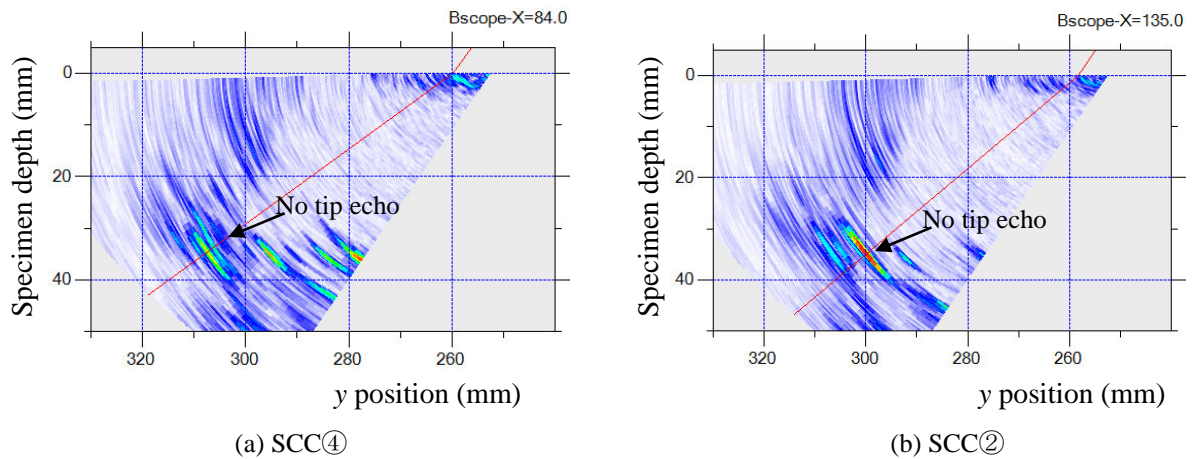 Bscope-X=84.0
0
20
40
Specimen depth (mm)
No tip echo
320
300
280
260
y position (mm)
(a) SCC④
Bscope-X=135.0
0
20
40
Specimen depth (mm)
No tip echo
320
300
280
260
y position (mm)
(b) SCC②